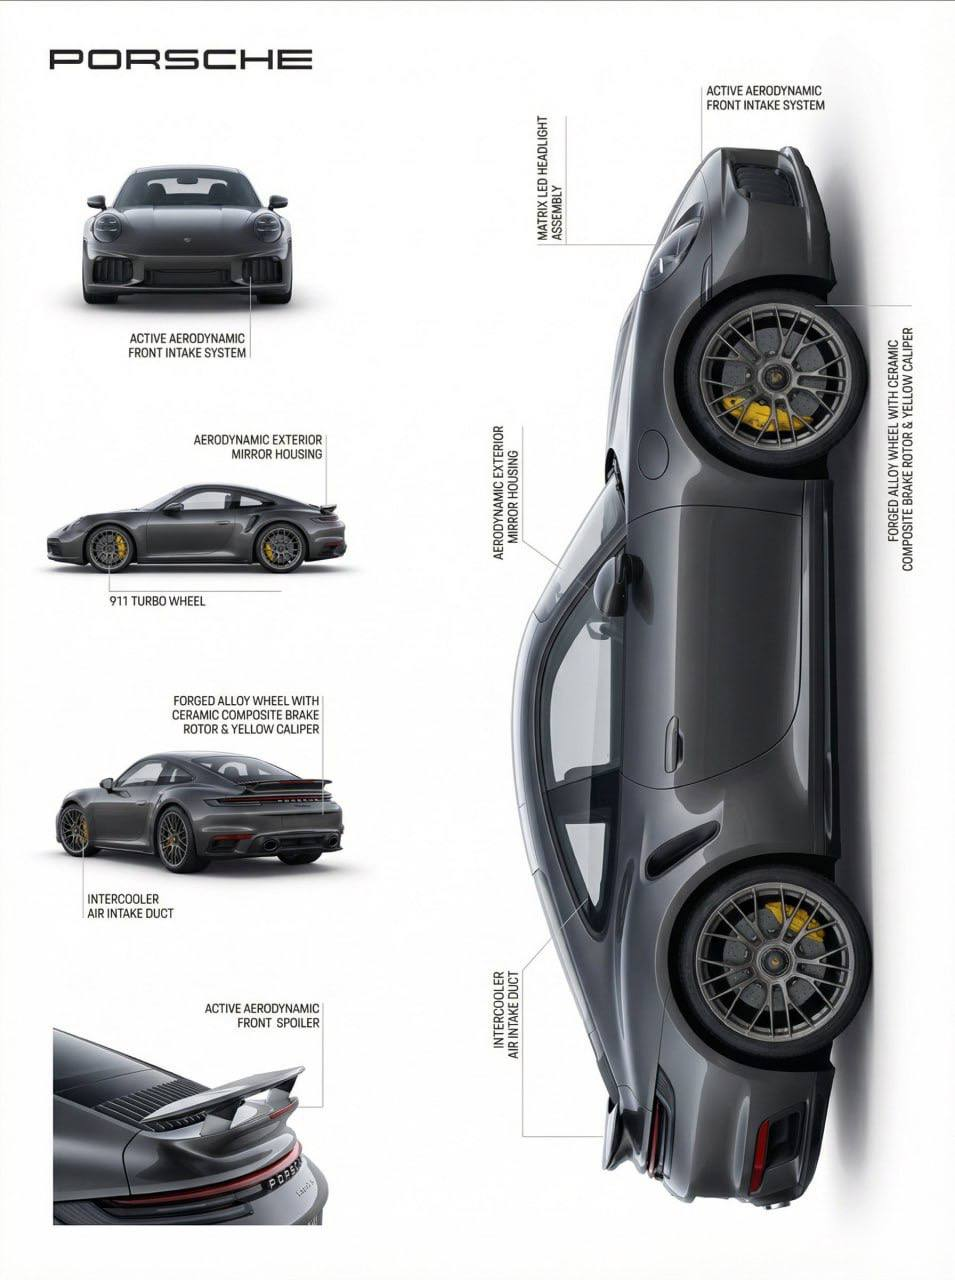 PORSCHE
ACTIVE AERODYNAMIC
FRONT INTAKE SYSTEM
AERODYNAMIC EXTERIOR
MIRROR HOUSING
911 TURBO WHEEL
FORGED ALLOY WHEEL WITH
CERAMIC COMPOSITE BRAKE
ROTOR & YELLOW CALIPER
PORSCHE
INTERCOOLER
AIR INTAKE DUCT
ACTIVE AERODYNAMIC
FRONT SPOILER
PORSCHE
ACTIVE AERODYNAMIC
FRONT INTAKE SYSTEM
MATRIX LED HEADLIGHT
ASSEMBLY
FORGED ALLOY WHEEL WITH CERAMIC
COMPOSITE BRAKE ROTOR & YELLOW CALIPER
AERODYNAMIC EXTERIOR
MIRROR HOUSING
INTERCOOLER
AIR INTAKE DUCT